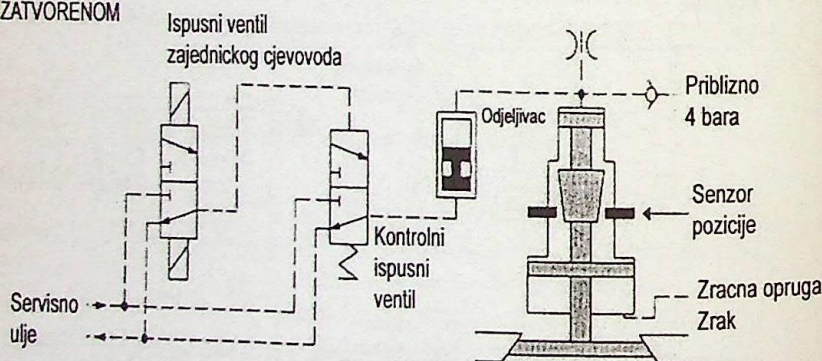 ZATVORENOM
Ispusni ventil
zajednickog cjevovoda
Priblizno
4 bara
Odjeljivac
Senzor
pozicije
Kontrolni
ispusni
ventil
Zracna opruga
Zrak
Servisno
ulje